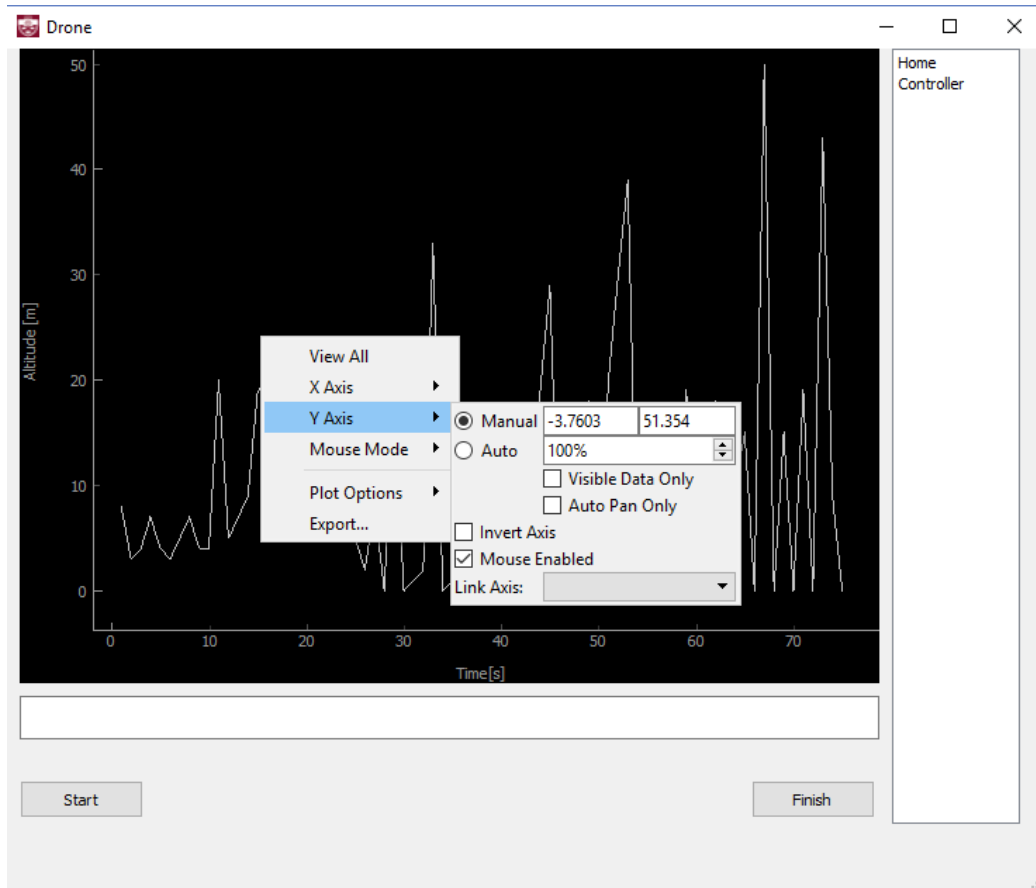 Drone
Home
Controller
50
40
30
20
10
0
Altitude [m]
0 10 20 30 40 50 60 70
Time[s]
View All
X Axis
Y Axis
Mouse Mode
Plot Options
Export...
Manual -3.7603 51.354
Auto 100%
Visible Data Only
Auto Pan Only
Invert Axis
Mouse Enabled
Link Axis:
Start
Finish